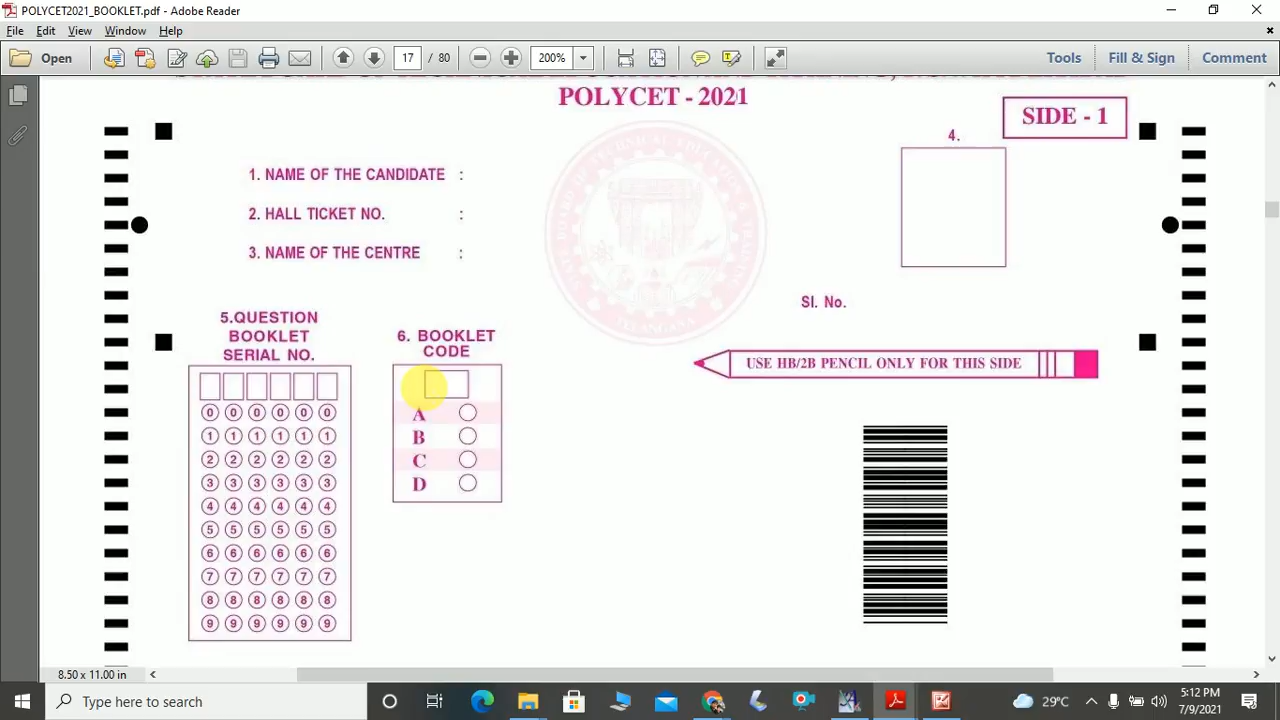 POLYCET2021_BOOKLET.pdf - Adobe Reader
File Edit View Window Help
Open 17 / 80 200% Tools Fill & Sign Comment
POLYCET - 2021
SIDE - 1
4.
1. NAME OF THE CANDIDATE :
2. HALL TICKET NO. :
3. NAME OF THE CENTRE :
TELANGANA
Sl. No.
5.QUESTION
BOOKLET
SERIAL NO.
6. BOOKLET
CODE
USE HB/2B PENCIL ONLY FOR THIS SIDE
0 0 0 0 0 0 A
1 1 1 1 1 1 B
2 2 2 2 2 2 C
3 3 3 3 3 3 D
4 4 4 4 4 4
5 5 5 5 5 5
6 6 6 6 6 6
7 7 7 7 7 7
8 8 8 8 8 8
9 9 9 9 9 9
8.50 x 11.00 in
Type here to search
29°C
5:12 PM
7/9/2021